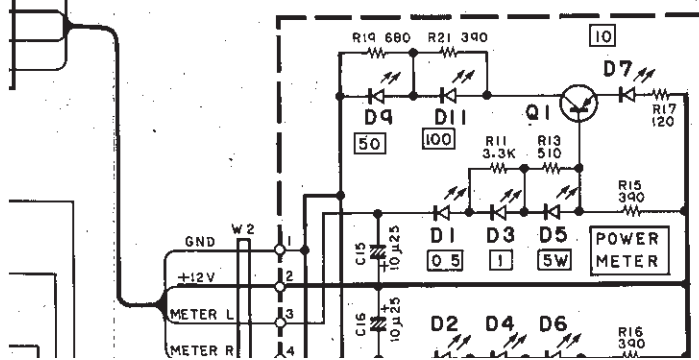 10
R19 680 R21 390
D7
Q1
R17
120
D9 D11
50 100
R11
3.3K
R13
510
R15
390
W2
GND 1
D1 D3 D5
0.5 1 5W
POWER
METER
C15
10µ25
+
+12V 2
METER L 3
+
C16
10µ25
D2 D4 D6
R16
390
METER R 4